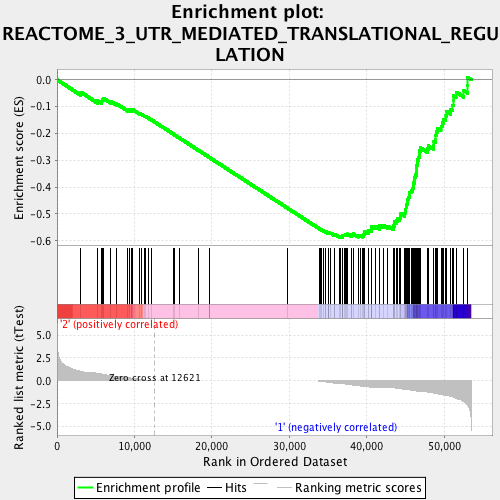 Enrichment plot:
REACTOME_3_UTR_MEDIATED_TRANSLATIONAL_REGU
LATION
Enrichment score (ES)
0.0
-0.1
-0.2
-0.3
-0.4
-0.5
-0.6
'2' (positively correlated)
Ranked list metric (tTest)
5.0
2.5
0.0
-2.5
-5.0
Zero cross at 12621
'1' (negatively correlated)
0
10,000
20,000
30,000
40,000
50,000
Rank in Ordered Dataset
Enrichment profile
Hits
Ranking metric scores